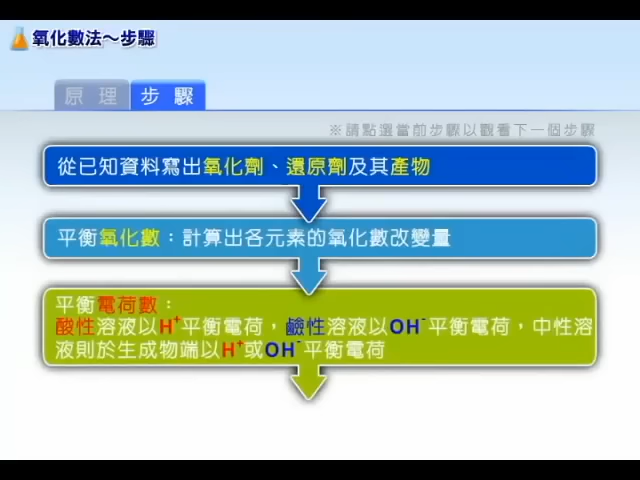 氧化數法～步驟
原 理 步 驟
※請點選當前步驟以觀看下一個步驟
從已知資料寫出氧化劑、還原劑及其產物
平衡氧化數：計算出各元素的氧化數改變量
平衡電荷數：
酸性溶液以H⁺平衡電荷，鹼性溶液以OH⁻平衡電荷，中性溶
液則於生成物端以H⁺或OH⁻平衡電荷